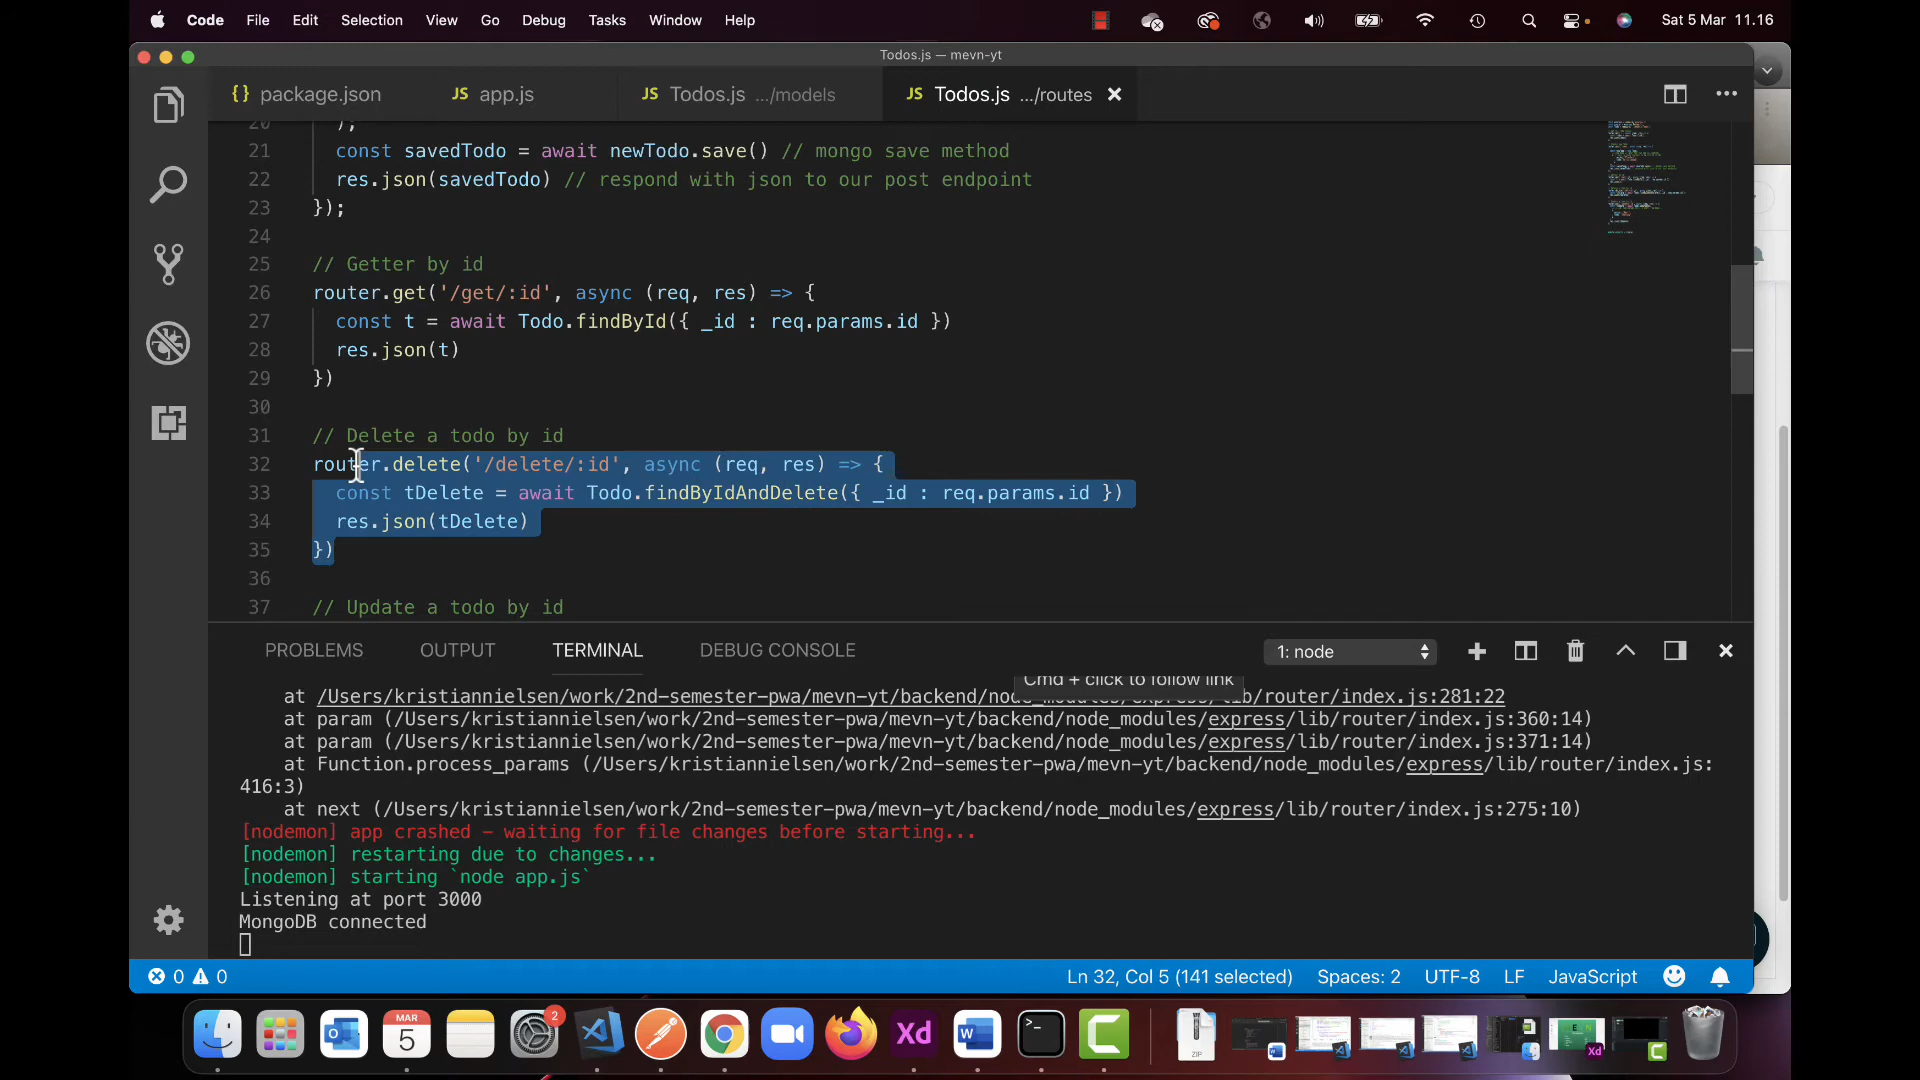 Code File Edit Selection View Go Debug Tasks Window Help Sat 5 Mar 11.16
Todos.js — mevn-yt
{} package.json JS app.js JS Todos.js .../models JS Todos.js .../routes
20 );
21 const savedTodo = await newTodo.save() // mongo save method
22 res.json(savedTodo) // respond with json to our post endpoint
23 });
24
25 // Getter by id
26 router.get('/get/:id', async (req, res) => {
27 const t = await Todo.findById({ _id : req.params.id })
28 res.json(t)
29 })
30
31 // Delete a todo by id
32 router.delete('/delete/:id', async (req, res) => {
33 const tDelete = await Todo.findByIdAndDelete({ _id : req.params.id })
34 res.json(tDelete)
35 })
36
37 // Update a todo by id
PROBLEMS OUTPUT TERMINAL DEBUG CONSOLE 1: node
Cmd + click to follow link
at /Users/kristiannielsen/work/2nd-semester-pwa/mevn-yt/backend/node_modules/express/lib/router/index.js:281:22
at param (/Users/kristiannielsen/work/2nd-semester-pwa/mevn-yt/backend/node_modules/express/lib/router/index.js:360:14)
at param (/Users/kristiannielsen/work/2nd-semester-pwa/mevn-yt/backend/node_modules/express/lib/router/index.js:371:14)
at Function.process_params (/Users/kristiannielsen/work/2nd-semester-pwa/mevn-yt/backend/node_modules/express/lib/router/index.js:
416:3)
at next (/Users/kristiannielsen/work/2nd-semester-pwa/mevn-yt/backend/node_modules/express/lib/router/index.js:275:10)
[nodemon] app crashed – waiting for file changes before starting...
[nodemon] restarting due to changes...
[nodemon] starting `node app.js`
Listening at port 3000
MongoDB connected
0 0 Ln 32, Col 5 (141 selected) Spaces: 2 UTF-8 LF JavaScript
MAR
5
2
Xd
W
ZIP